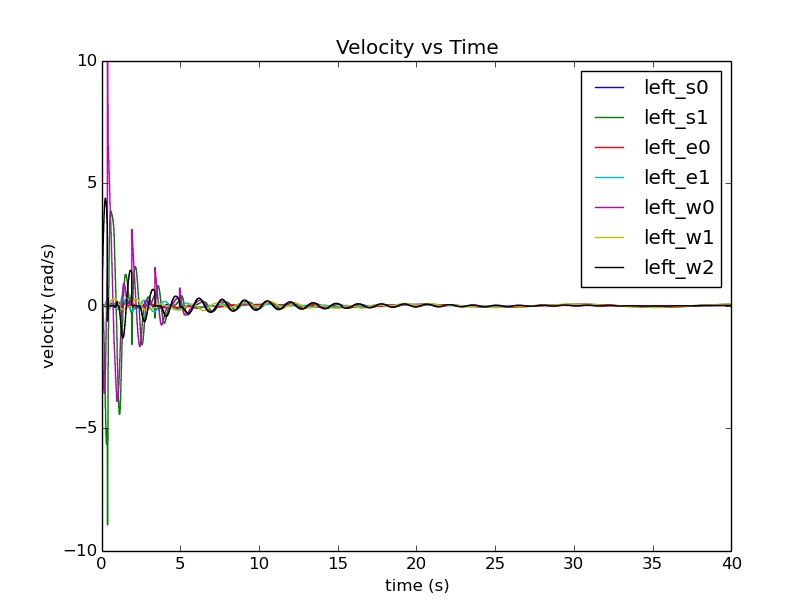 Velocity vs Time
10
5
0
−5
−10
velocity (rad/s)
left_s0
left_s1
left_e0
left_e1
left_w0
left_w1
left_w2
0 5 10 15 20 25 30 35 40
time (s)